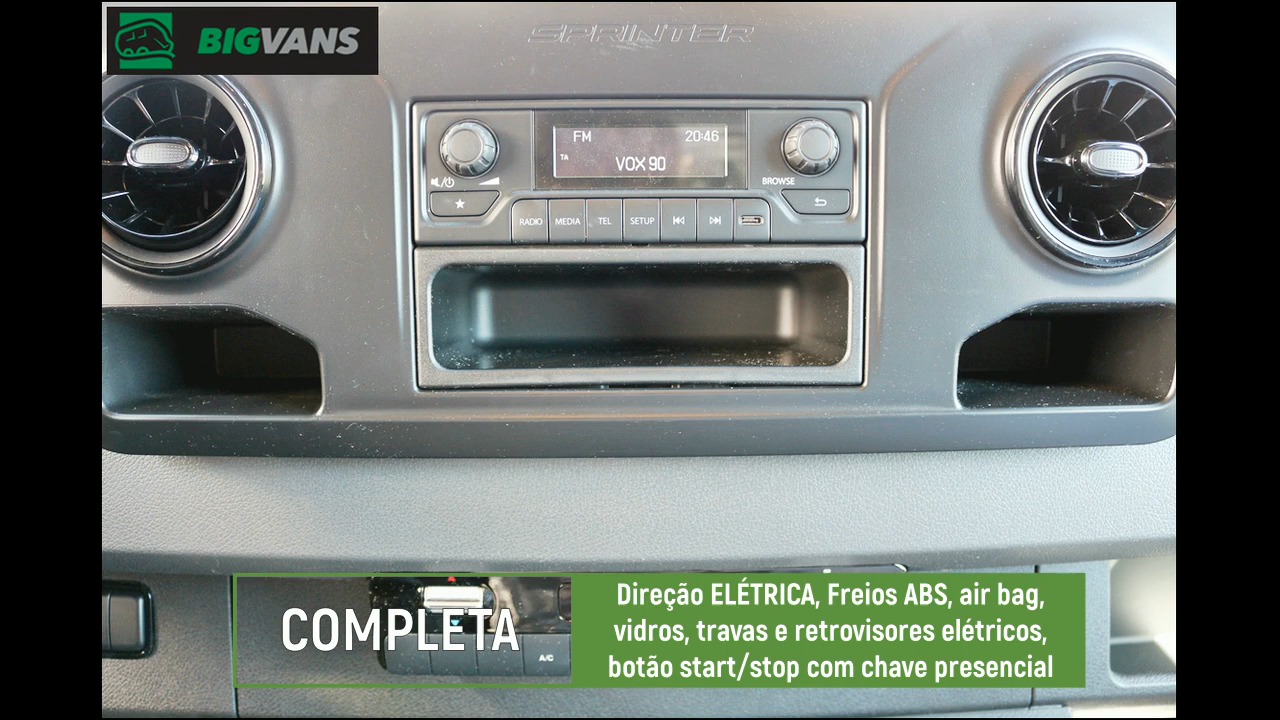 BIGVANS
SPRINTER
FM 20:46
TA
VOX 90
BROWSE
RADIO MEDIA TEL SETUP
COMPLETA
A/C
Direção ELÉTRICA, Freios ABS, air bag,
vidros, travas e retrovisores elétricos,
botão start/stop com chave presencial